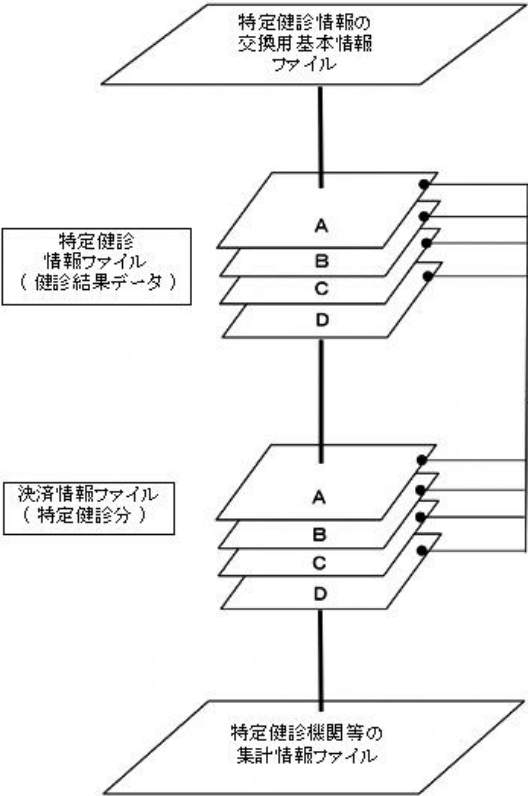 特定健診情報の
交換用基本情報
ファイル
A
B
C
D
特定健診
情報ファイル
（健診結果データ）
A
B
C
D
決済情報ファイル
（特定健診分）
特定健診機関等の
集計情報ファイル